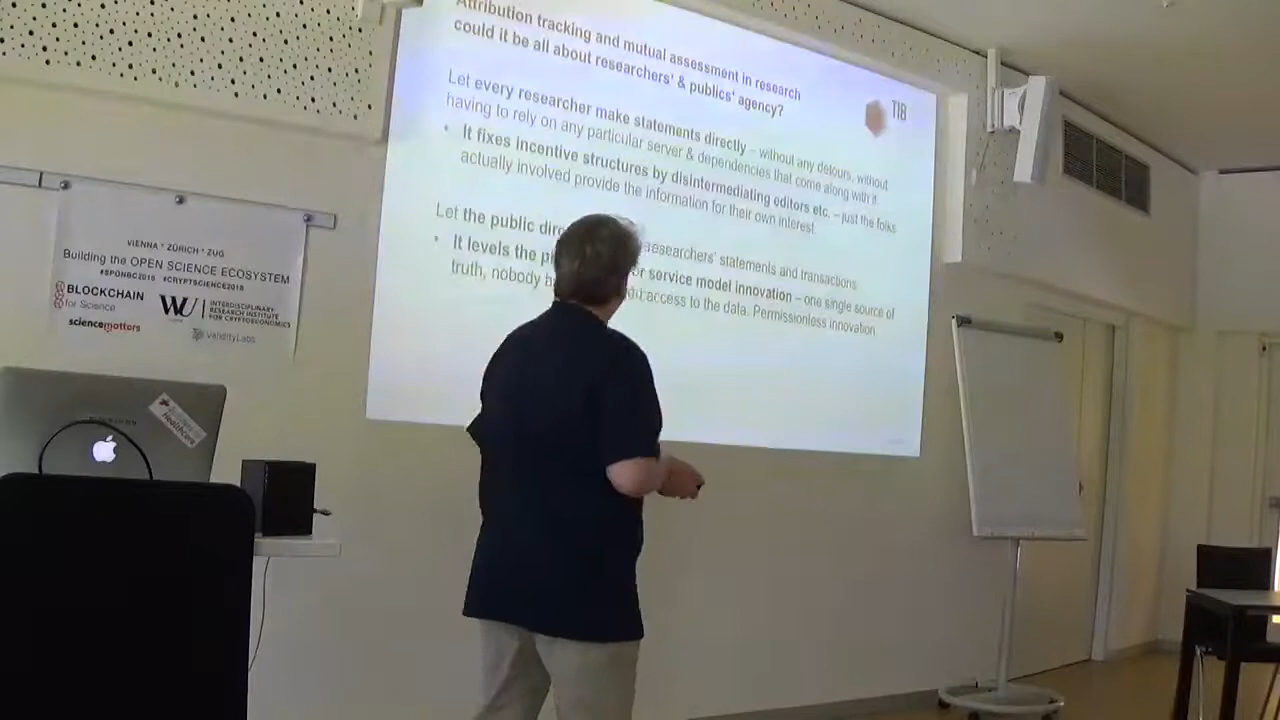 Attribution tracking and mutual assessment in research
could it be all about researchers' & publics' agency?
TIB
Let every researcher make statements directly – without any detours, without
having to rely on any particular server & dependencies that come along with it.
• It fixes incentive structures by disintermediating editors etc. – just the folks
actually involved provide the information for their own interest.
Let the public researchers' statements and transactions
• It levels the service model innovation – one single source of
truth, nobody access to the data. Permissionless innovation
VIENNA * ZÜRICH * ZUG
Building the OPEN SCIENCE ECOSYSTEM
#SPONBC2018 #CRYPTSCIENCE2018
BLOCKCHAIN
for Science
WU
INTERDISCIPLINARY
RESEARCH INSTITUTE
FOR CRYPTOECONOMICS
sciencematters
validityLabs
Healthcare